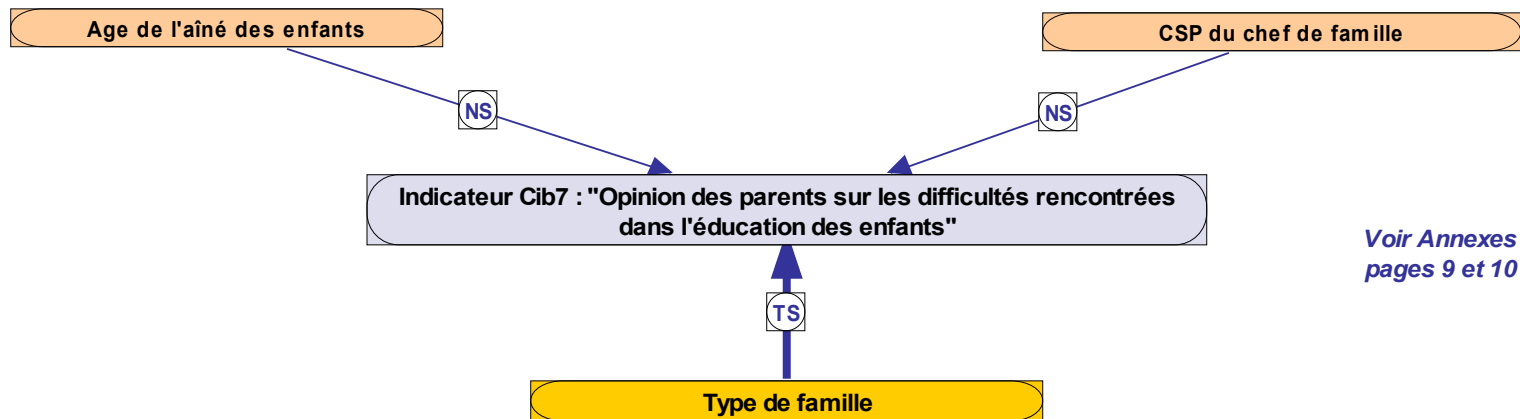 Age de l'aîné des enfants
CSP du chef de famille
NS
NS
Indicateur Cib7 : "Opinion des parents sur les difficultés rencontrées
dans l'éducation des enfants"
Voir Annexes
pages 9 et 10
TS
Type de famille